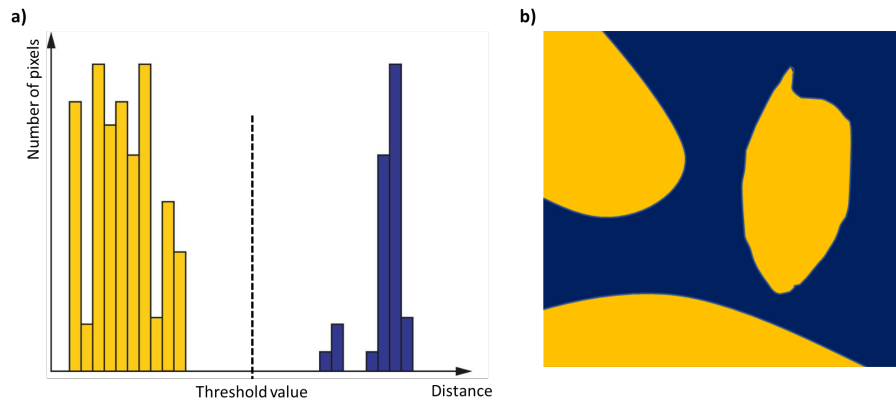 a)
Number of pixels
Threshold value
Distance
b)